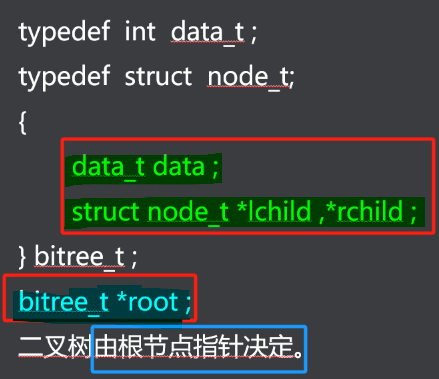 typedef int data_t ;
typedef struct node_t;
{
data_t data ;
struct node_t *lchild ,*rchild ;
} bitree_t ;
bitree_t *root ;
二叉树由根节点指针决定。